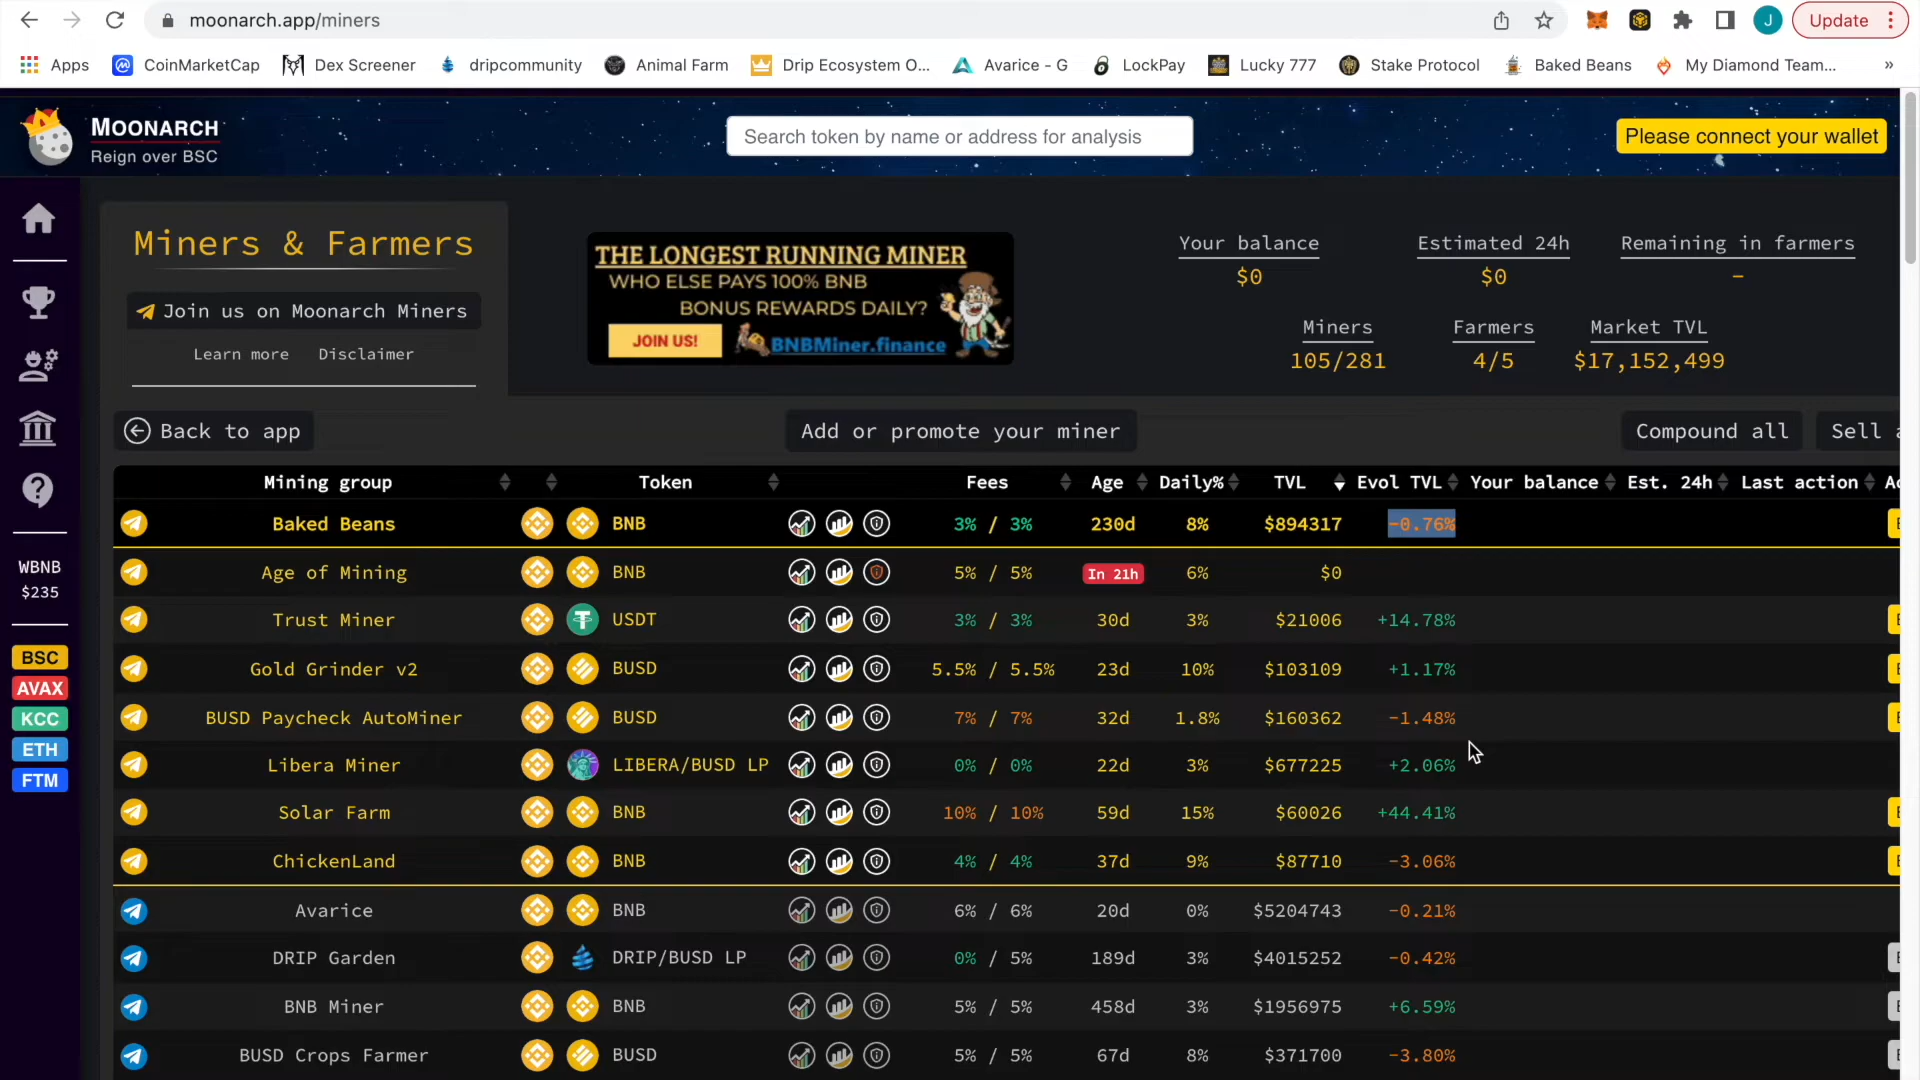 moonarch.app/miners
J
Update
Apps
CoinMarketCap
Dex Screener
dripcommunity
Animal Farm
Drip Ecosystem O...
Avarice - G
LockPay
Lucky 777
Stake Protocol
Baked Beans
My Diamond Team...
»
MOONARCH
Reign over BSC
Search token by name or address for analysis
Please connect your wallet
Miners & Farmers
Join us on Moonarch Miners
Learn more Disclaimer
THE LONGEST RUNNING MINER
WHO ELSE PAYS 100% BNB
BONUS REWARDS DAILY?
JOIN US!
BNBMiner.finance
Your balance Estimated 24h Remaining in farmers
$0 $0 -
Miners Farmers Market TVL
105/281 4/5 $17,152,499
Back to app
Add or promote your miner
Compound all
Sell
Mining group Token Fees Age Daily% TVL Evol TVL Your balance Est. 24h Last action
Baked Beans BNB 3% / 3% 230d 8% $894317 -0.76%
Age of Mining BNB 5% / 5% In 21h 6% $0
Trust Miner USDT 3% / 3% 30d 3% $21006 +14.78%
Gold Grinder v2 BUSD 5.5% / 5.5% 23d 10% $103109 +1.17%
BUSD Paycheck AutoMiner BUSD 7% / 7% 32d 1.8% $160362 -1.48%
Libera Miner LIBERA/BUSD LP 0% / 0% 22d 3% $677225 +2.06%
Solar Farm BNB 10% / 10% 59d 15% $60026 +44.41%
ChickenLand BNB 4% / 4% 37d 9% $87710 -3.06%
Avarice BNB 6% / 6% 20d 0% $5204743 -0.21%
DRIP Garden DRIP/BUSD LP 0% / 5% 189d 3% $4015252 -0.42%
BNB Miner BNB 5% / 5% 458d 3% $1956975 +6.59%
BUSD Crops Farmer BUSD 5% / 5% 67d 8% $371700 -3.80%
WBNB
$235
BSC
AVAX
KCC
ETH
FTM